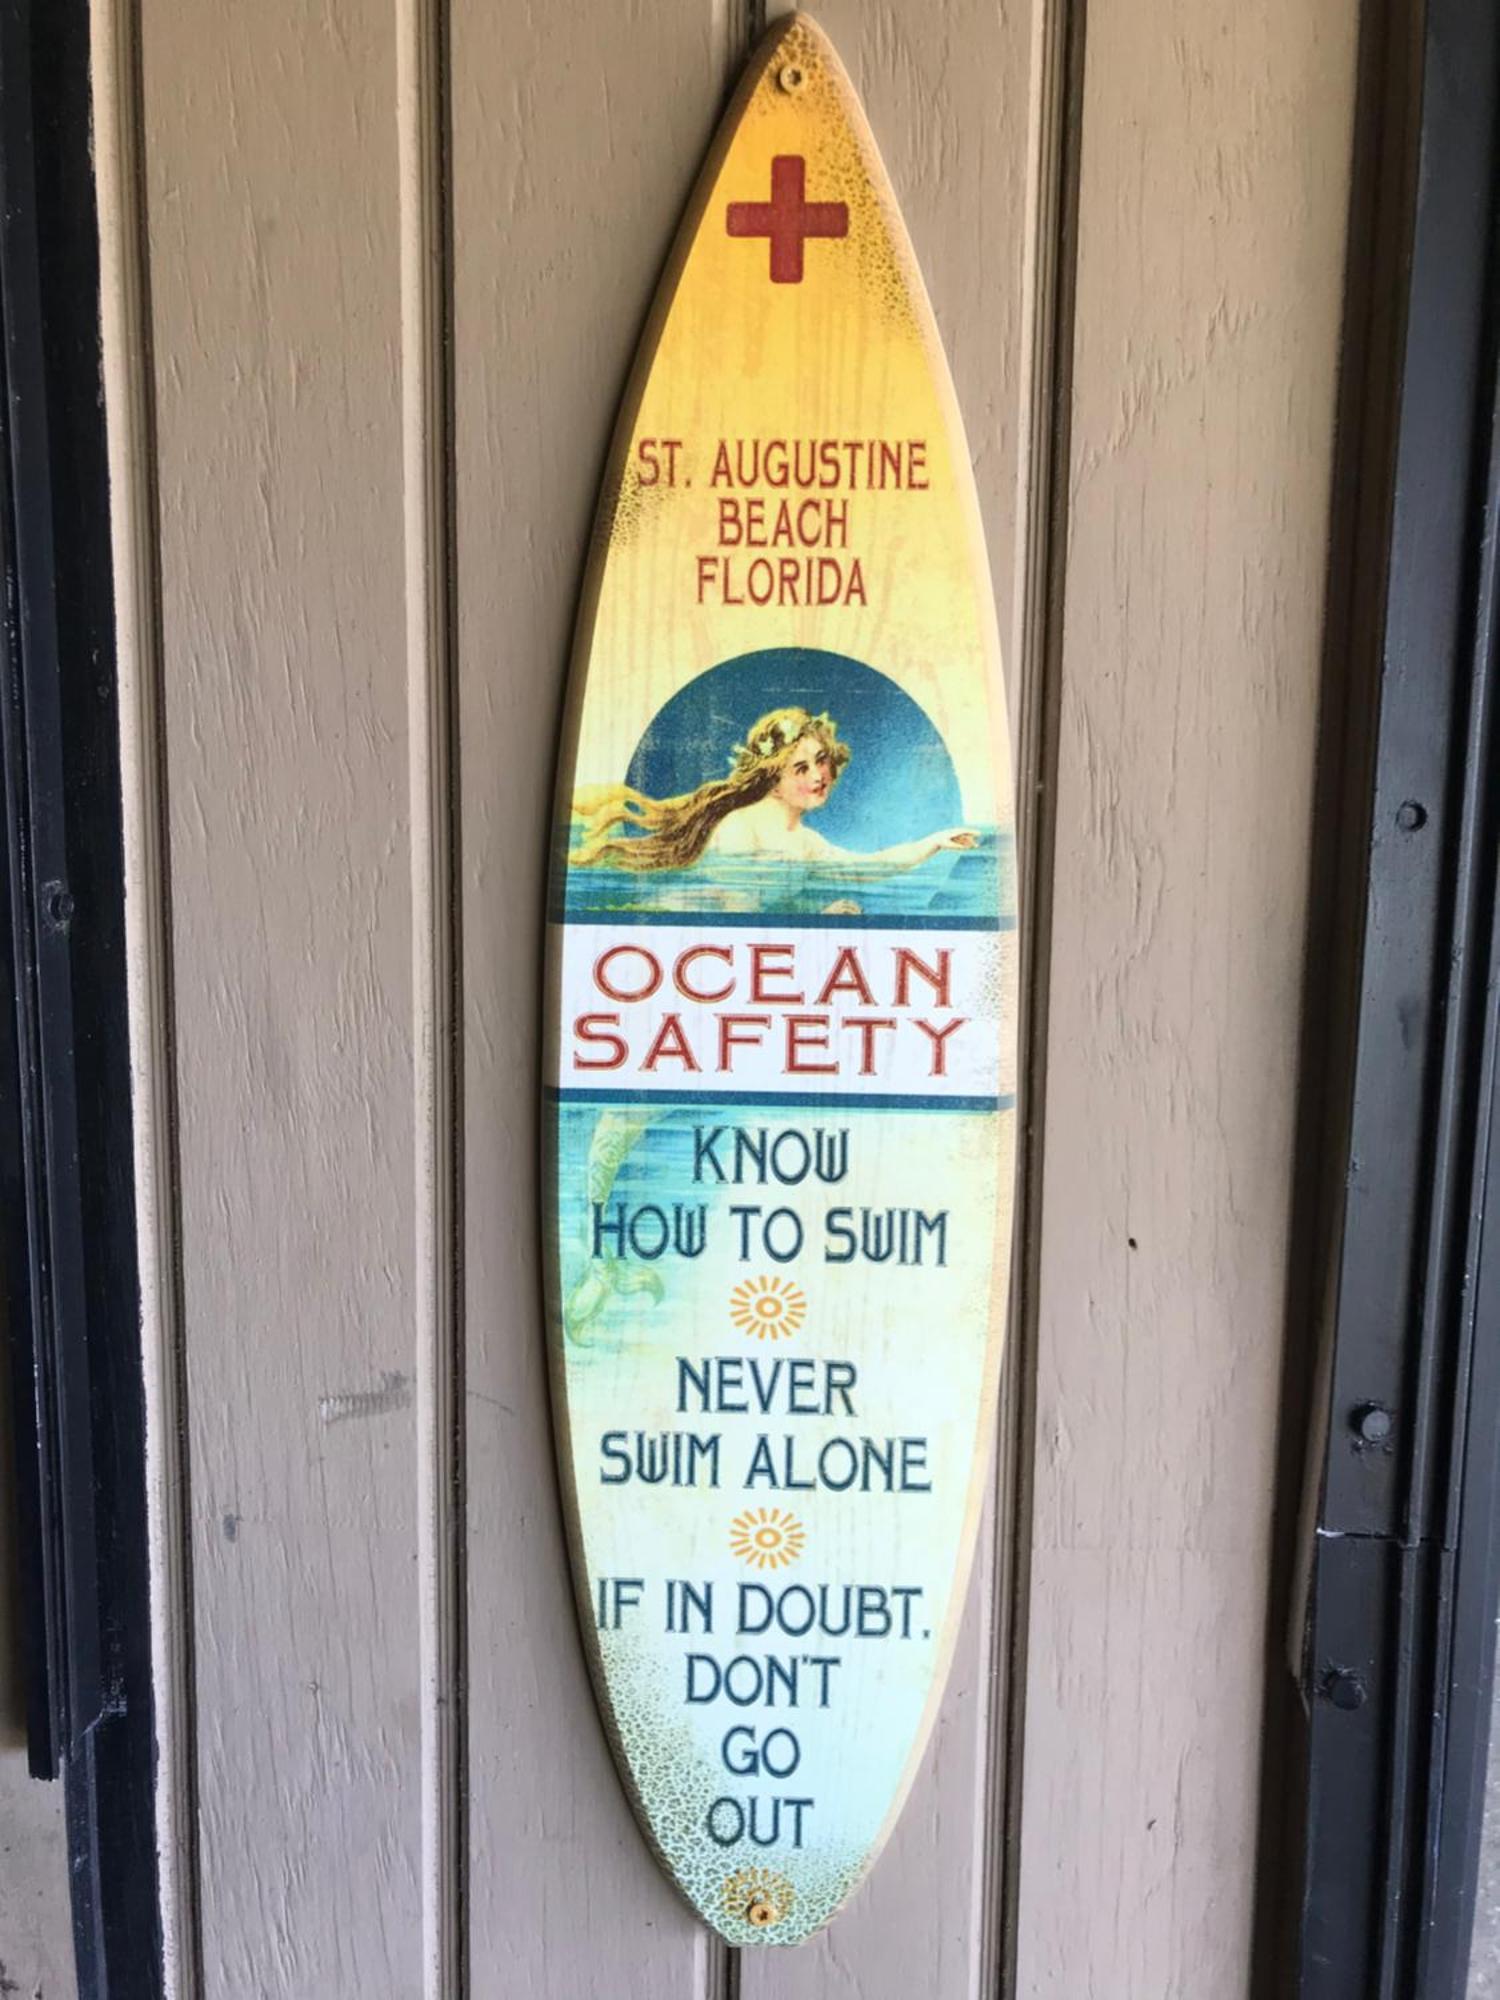 ST. AUGUSTINE
BEACH
FLORIDA
OCEAN
SAFETY
KNOW
HOW TO SWIM
NEVER
SWIM ALONE
IF IN DOUBT.
DON'T
GO
OUT